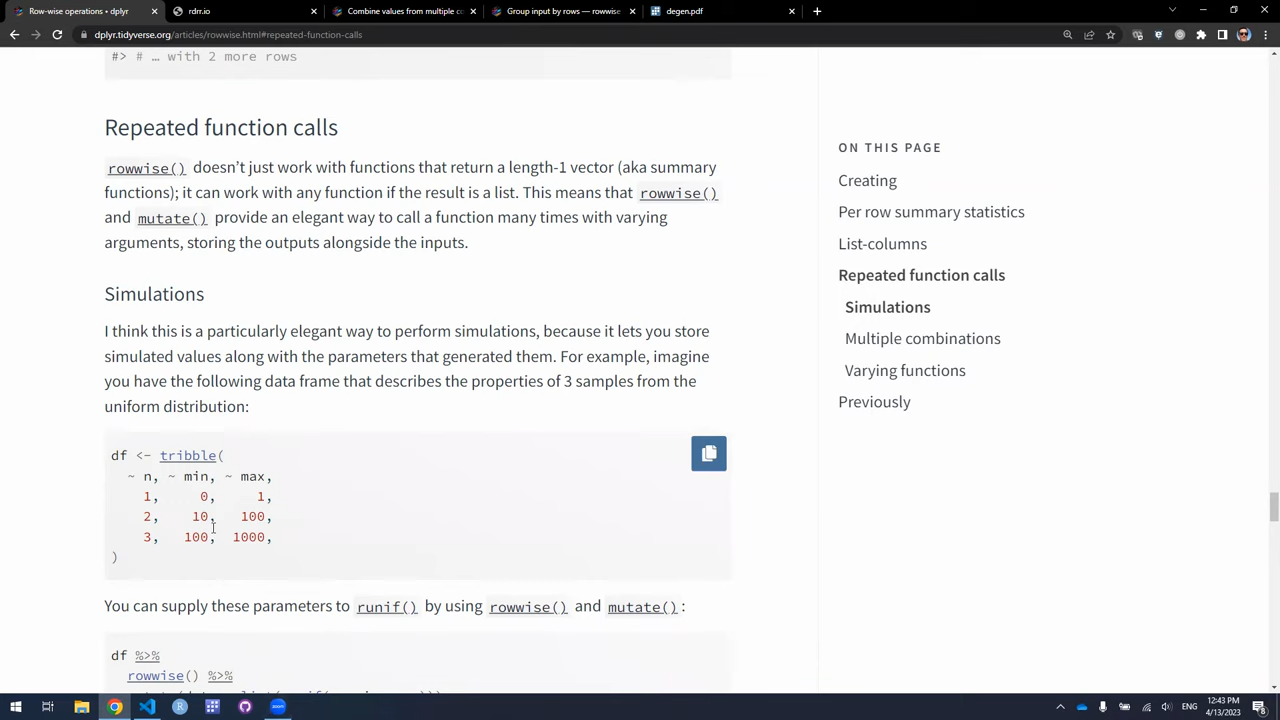 Row-wise operations • dplyr
rdrr.io
Combine values from multiple co
Group input by rows — rowwise •
degen.pdf
dplyr.tidyverse.org/articles/rowwise.html#repeated-function-calls
#> # … with 2 more rows
Repeated function calls
rowwise() doesn’t just work with functions that return a length-1 vector (aka summary
functions); it can work with any function if the result is a list. This means that rowwise()
and mutate() provide an elegant way to call a function many times with varying
arguments, storing the outputs alongside the inputs.
Simulations
I think this is a particularly elegant way to perform simulations, because it lets you store
simulated values along with the parameters that generated them. For example, imagine
you have the following data frame that describes the properties of 3 samples from the
uniform distribution:
df <- tribble(
~ n, ~ min, ~ max,
1, 0, 1,
2, 10, 100,
3, 100, 1000,
)
You can supply these parameters to runif() by using rowwise() and mutate() :
df %>%
rowwise() %>%
ON THIS PAGE
Creating
Per row summary statistics
List-columns
Repeated function calls
Simulations
Multiple combinations
Varying functions
Previously
ENG
12:43 PM
4/13/2023